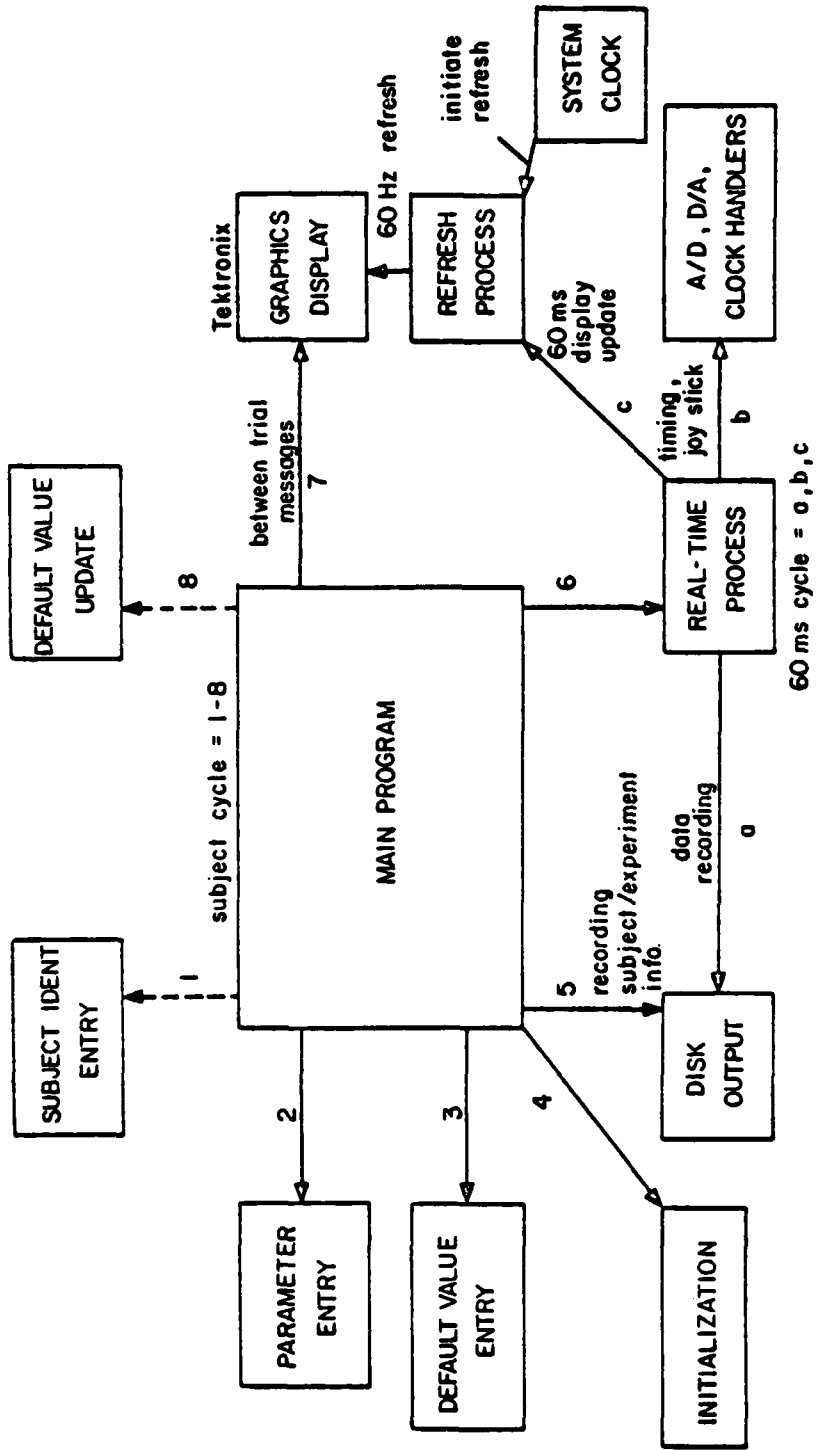 SUBJECT IDENT
ENTRY
DEFAULT VALUE
UPDATE
1
8
subject cycle = 1-8
Tektronix
PARAMETER
ENTRY
2
MAIN PROGRAM
between trial
messages
7
GRAPHICS
DISPLAY
60 Hz refresh
DEFAULT VALUE
ENTRY
3
REFRESH
PROCESS
initiate
refresh
SYSTEM
CLOCK
4
5
recording
subject/experiment
info.
6
60 ms
display
update
c
INITIALIZATION
DISK
OUTPUT
data
recording
a
REAL-TIME
PROCESS
timing,
joy stick
b
A/D, D/A,
CLOCK HANDLERS
60 ms cycle = a,b,c